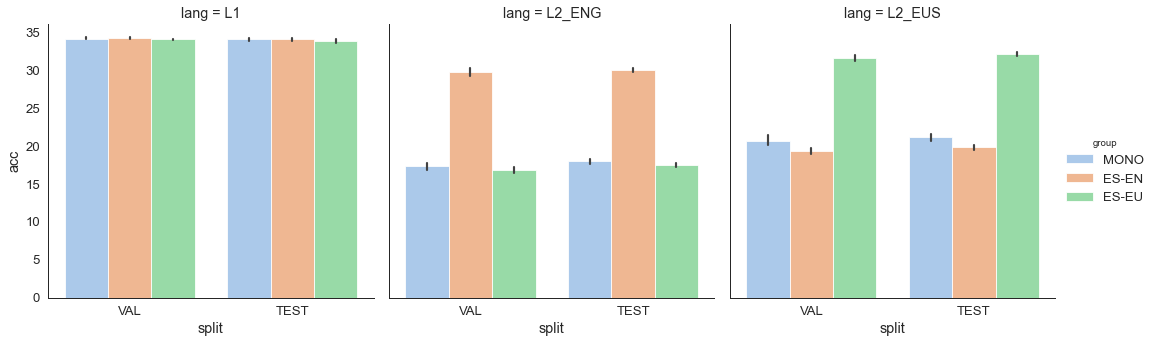 lang = L1
lang = L2_ENG
lang = L2_EUS
35
30
25
20
15
10
5
0
acc
VAL
TEST
VAL
TEST
VAL
TEST
split
split
split
group
MONO
ES-EN
ES-EU